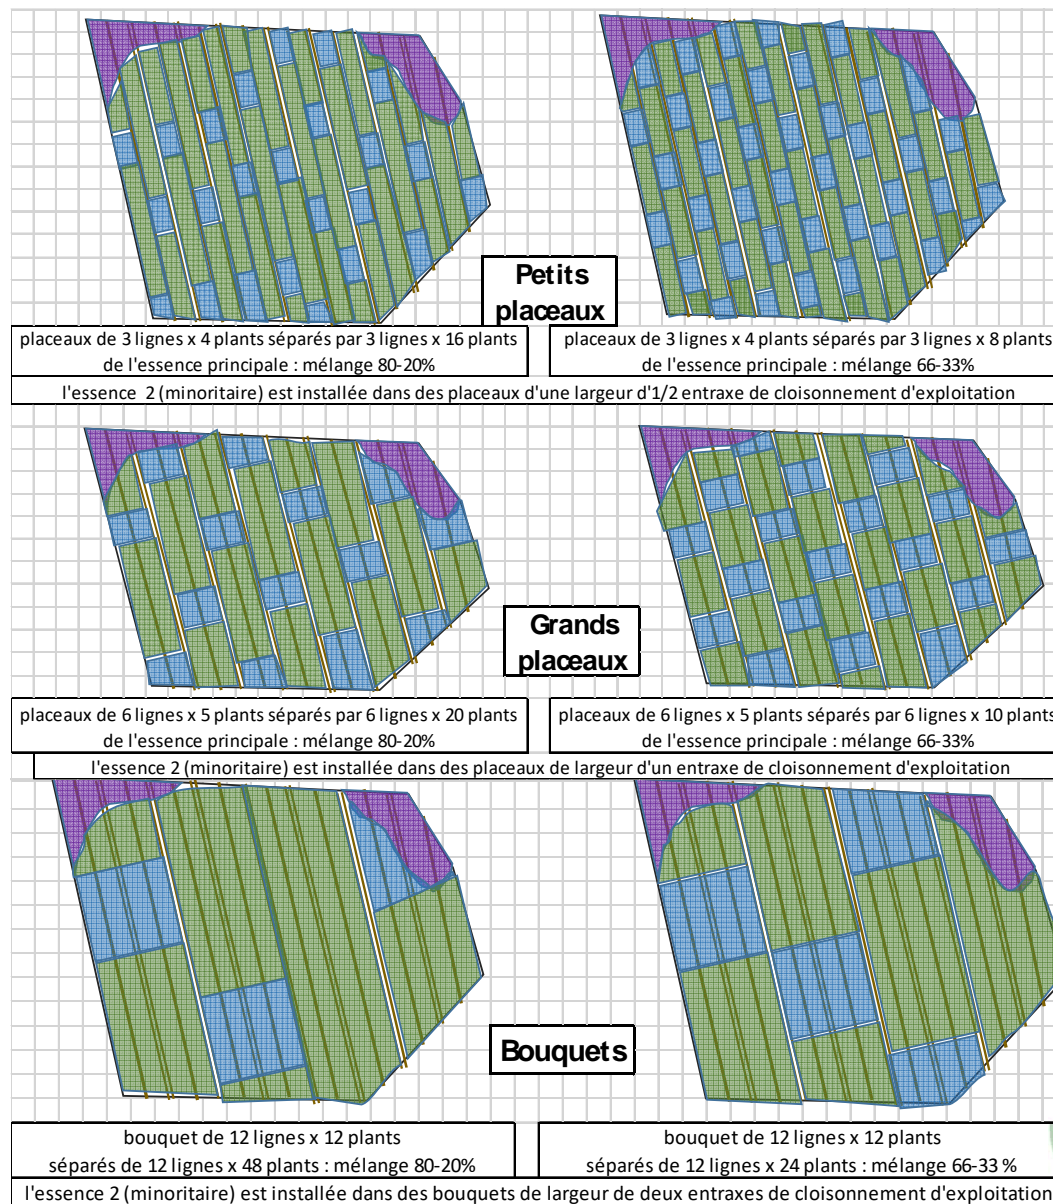 Petits
placeaux
placeaux de 3 lignes x 4 plants séparés par 3 lignes x 16 plants
de l'essence principale : mélange 80-20%
placeaux de 3 lignes x 4 plants séparés par 3 lignes x 8 plants
de l'essence principale : mélange 66-33%
l'essence 2 (minoritaire) est installée dans des placeaux d'une largeur d'1/2 entraxe de cloisonnement d'exploitation
Grands
placeaux
placeaux de 6 lignes x 5 plants séparés par 6 lignes x 20 plants
de l'essence principale : mélange 80-20%
placeaux de 6 lignes x 5 plants séparés par 6 lignes x 10 plants
de l'essence principale : mélange 66-33%
l'essence 2 (minoritaire) est installée dans des placeaux de largeur d'un entraxe de cloisonnement d'exploitation
Bouquets
bouquet de 12 lignes x 12 plants
séparés de 12 lignes x 48 plants : mélange 80-20%
bouquet de 12 lignes x 12 plants
séparés de 12 lignes x 24 plants : mélange 66-33 %
l'essence 2 (minoritaire) est installée dans des bouquets de largeur de deux entraxes de cloisonnement d'exploitation